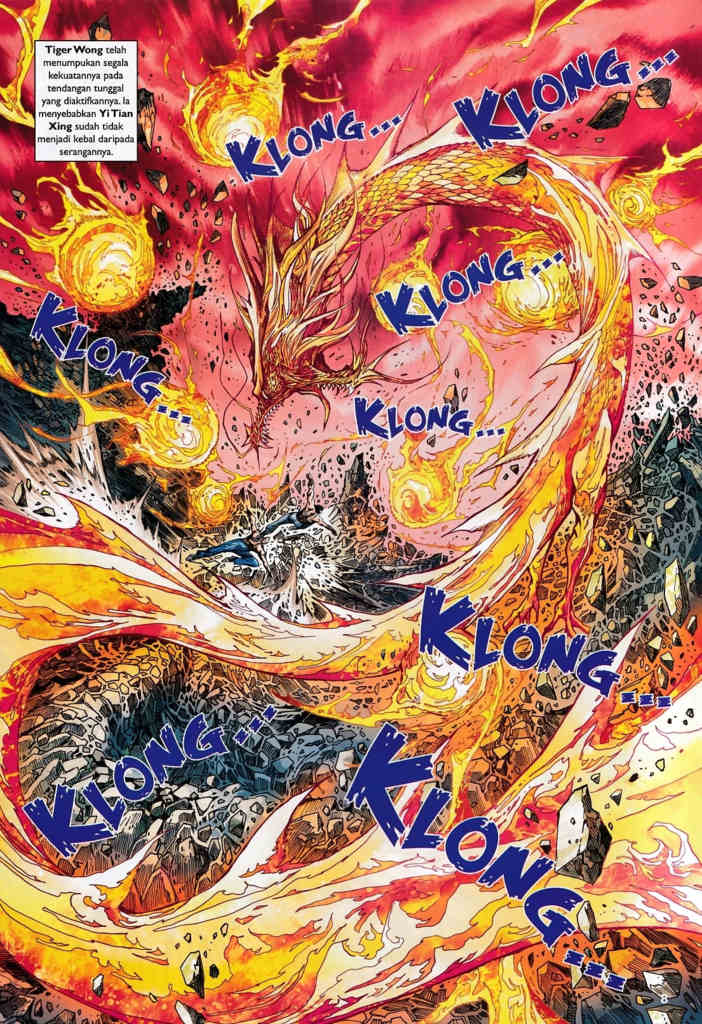 Tiger Wong telah
menumpukan segala
kekuatannya pada
tendangan tunggal
yang diaktifkannya. Ia
menyebabkan Yi Tian
Xing sudah tidak
menjadi kebal daripada
serangannya.
KLONG...
KLONG...
KLONG...
KLONG...
KLONG...
KLONG...
KLONG...
KLONG...